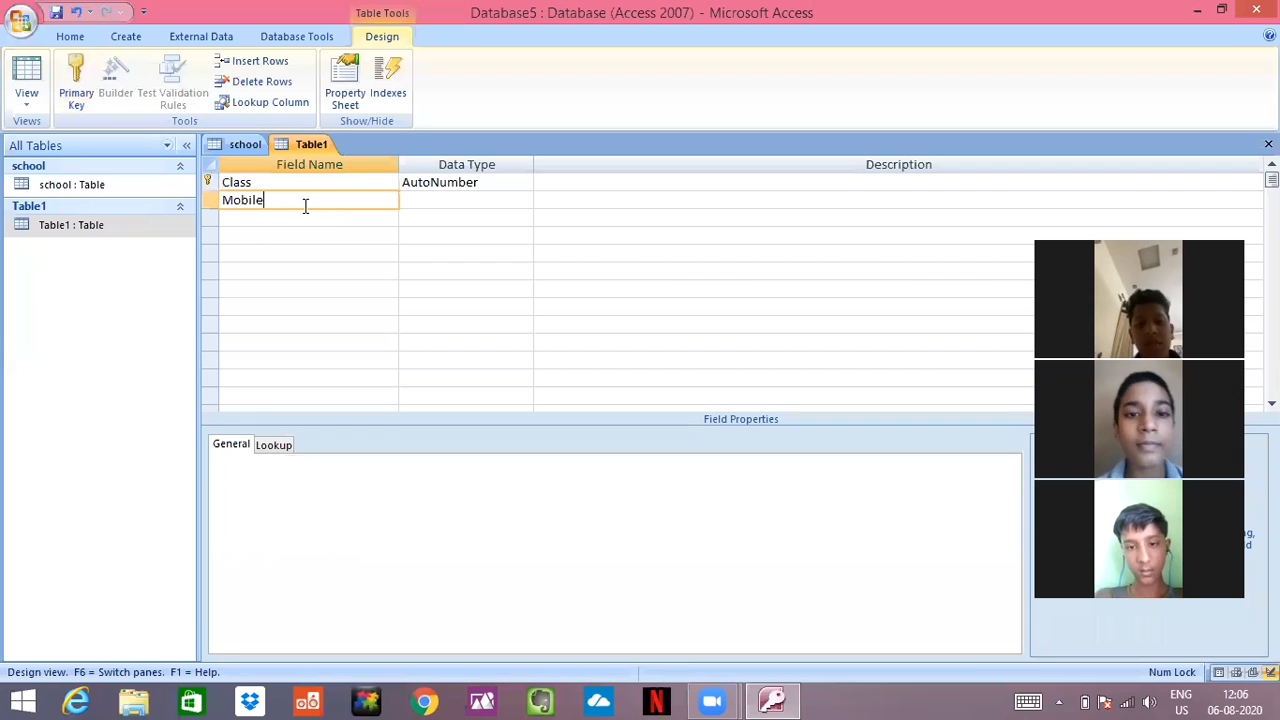 Table Tools
Database5 : Database (Access 2007) - Microsoft Access
Home
Create
External Data
Database Tools
Design
View
Primary Key
Builder
Test Validation Rules
Insert Rows
Delete Rows
Lookup Column
Property Sheet
Indexes
Views
Tools
Show/Hide
All Tables
«
school
Table1
school
school : Table
Table1
Table1 : Table
Field Name
Data Type
Description
Class
AutoNumber
Mobile
Field Properties
General
Lookup
Design view. F6 = Switch panes. F1 = Help.
Num Lock
ENG
US
12:06
06-08-2020